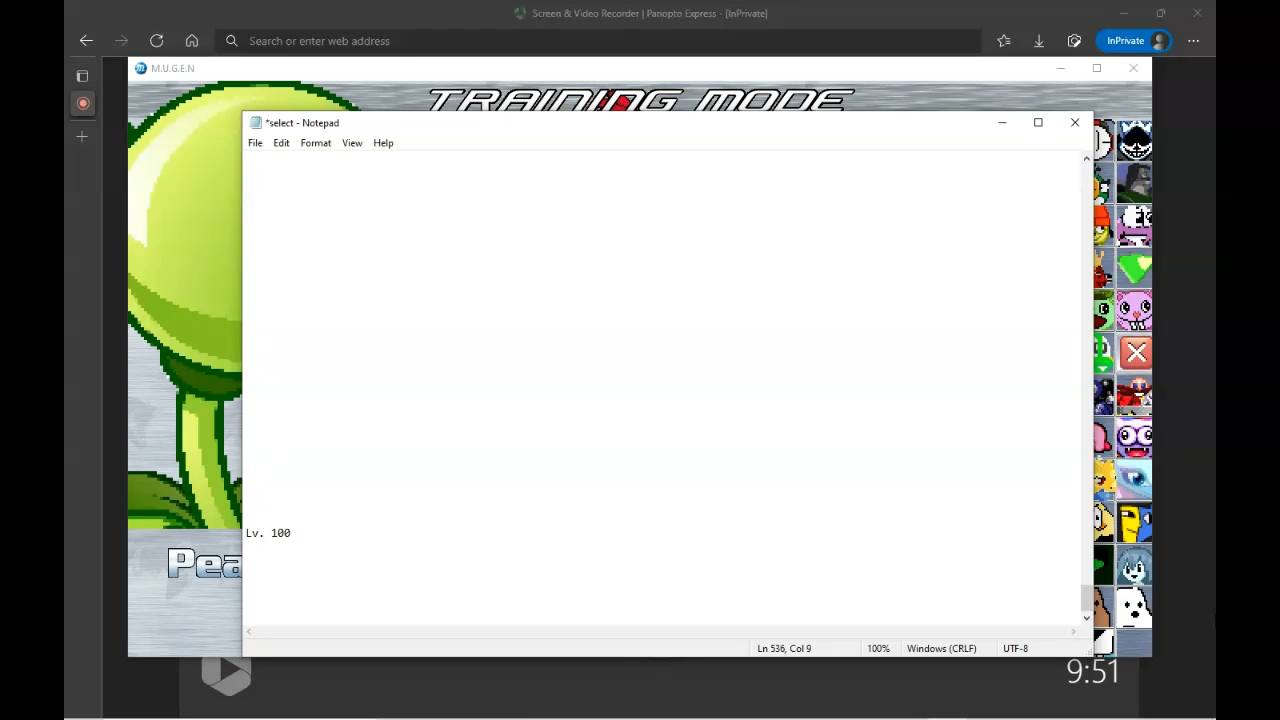 Screen & Video Recorder | Panopto Express - [InPrivate]
Search or enter web address
InPrivate
M.U.G.E.N
TRAINING MODE
*select - Notepad
File Edit Format View Help
Lv. 100
Pea
Ln 536, Col 9 100% Windows (CRLF) UTF-8
9:51